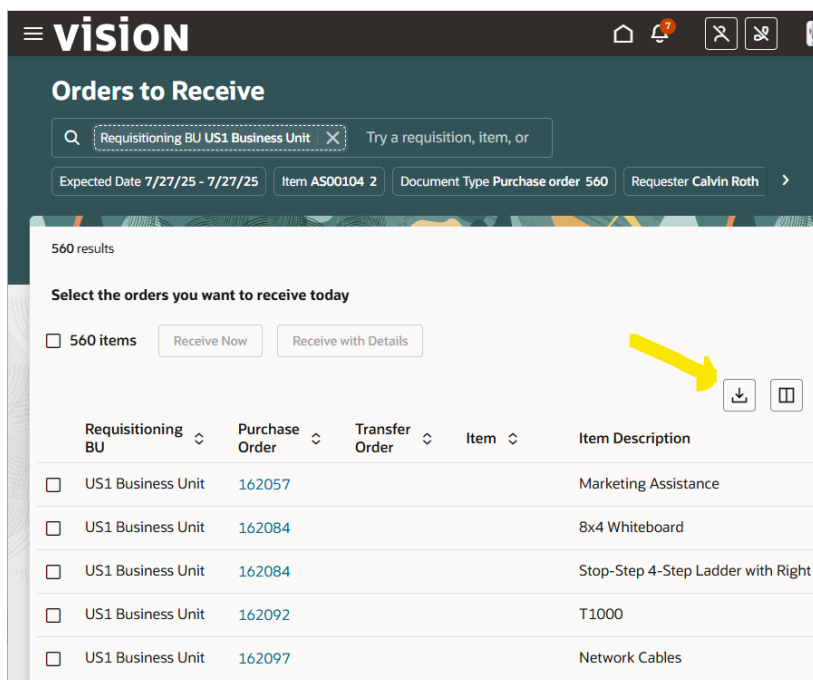 vision
7
Orders to Receive
Requisitioning BU US1 Business Unit Try a requisition, item, or
Expected Date 7/27/25 - 7/27/25 Item AS00104 2 Document Type Purchase order 560 Requester Calvin Roth
560 results
Select the orders you want to receive today
560 items Receive Now Receive with Details
Requisitioning BU Purchase Order Transfer Order Item Item Description
US1 Business Unit 162057 Marketing Assistance
US1 Business Unit 162084 8x4 Whiteboard
US1 Business Unit 162084 Stop-Step 4-Step Ladder with Right
US1 Business Unit 162092 T1000
US1 Business Unit 162097 Network Cables